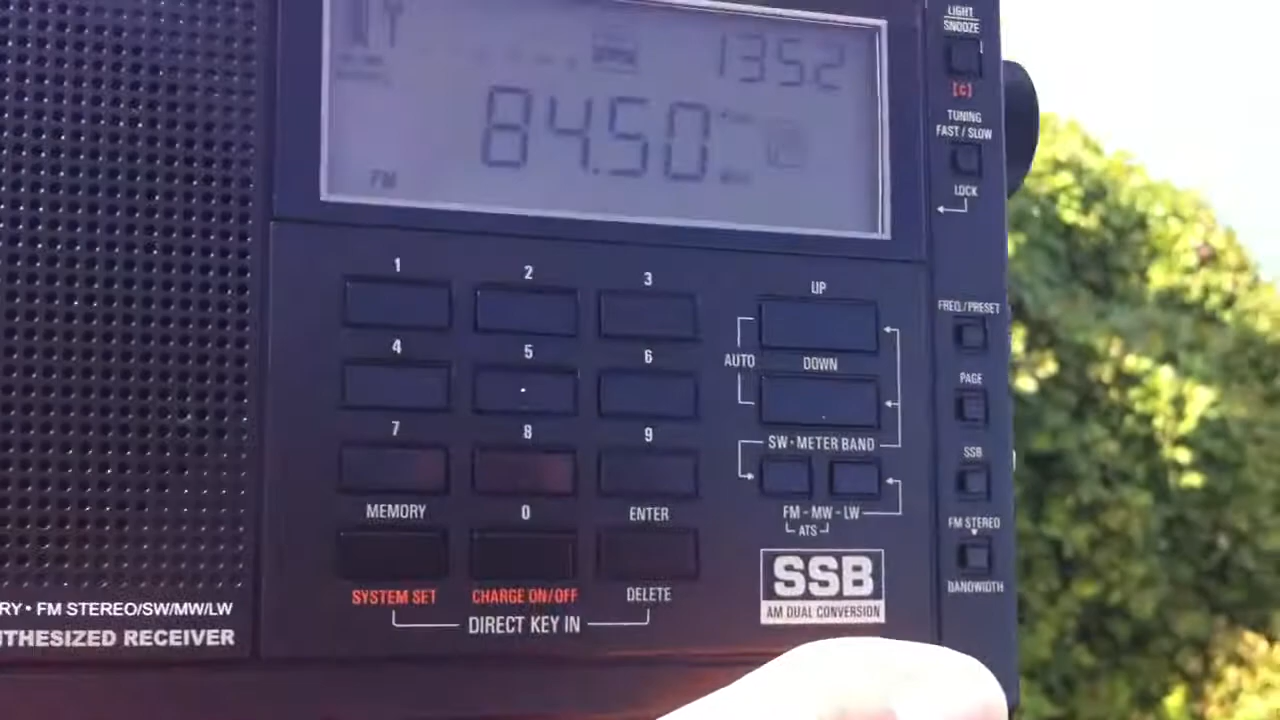 1352
84.50
FM
LIGHT
SNOOZE
[C]
TUNING
FAST / SLOW
LOCK
1 2 3
UP
FREQ./PRESET
4 5 6
AUTO
DOWN
PAGE
7 8 9
SW • METER BAND
SSB
MEMORY 0 ENTER
FM - MW - LW
ATS
FM STEREO
SSB
AM DUAL CONVERSION
BANDWIDTH
SYSTEM SET CHARGE ON/OFF DELETE
DIRECT KEY IN
RY • FM STEREO/SW/MW/LW
NTHESIZED RECEIVER